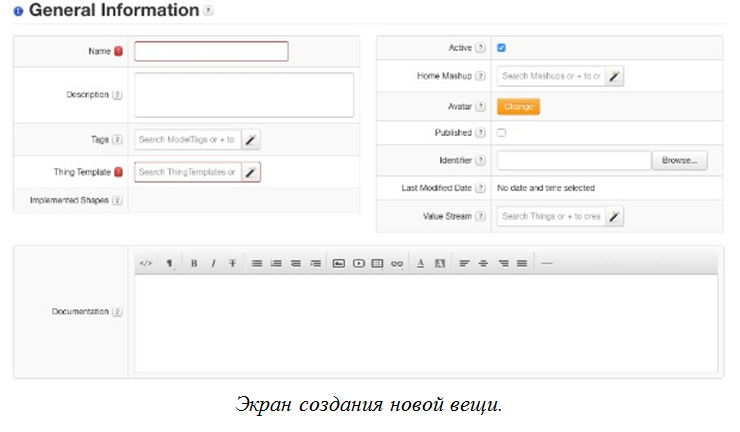 General Information
Name
Description
Tags
Search ModelTags or + to
Thing Template
Search ThingTemplates or
Implemented Shapes
Active
Home Mashup
Search Mashups or + to cr
Avatar
Change
Published
Identifier
Browse...
Last Modified Date
No date and time selected
Value Stream
Search Things or + to crea
Documentation
Экран создания новой вещи.